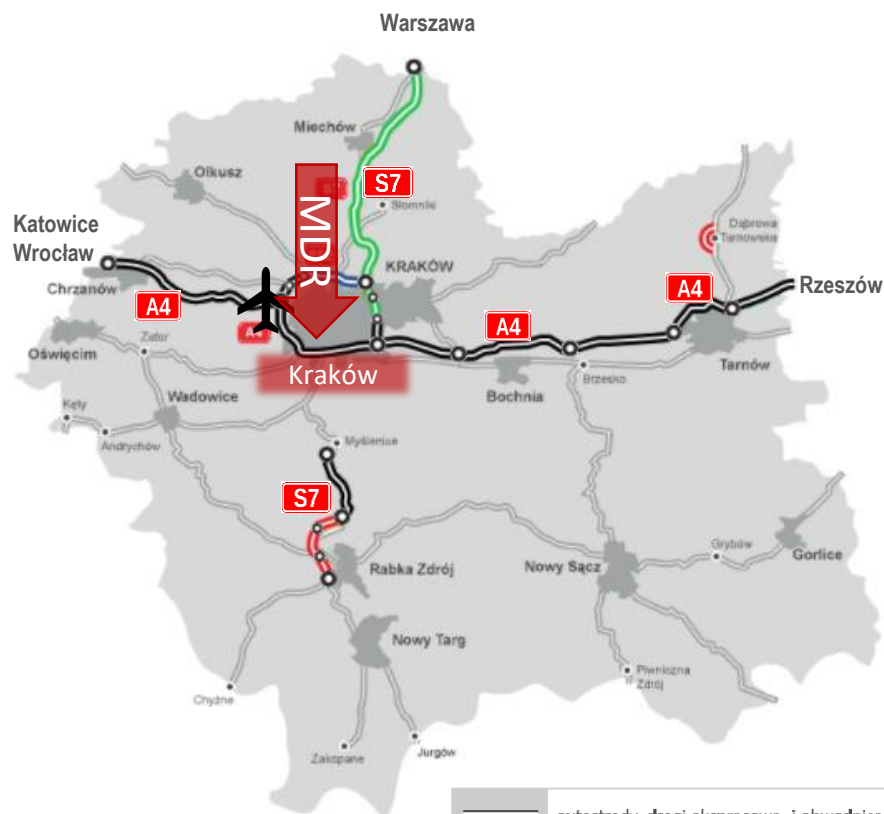 Warszawa
Miechów
Olkusz
S7
MDR
Słomniki
Katowice
Wrocław
Dąbrowa
Tarnowska
KRAKÓW
Chrzanów
A4
A4
Rzeszów
A4
A4
Zator
Oświęcim
Kraków
Tarnów
Brzesko
Bochnia
Wadowice
Kęty
Andrychów
Myślenice
S7
Rabka Zdrój
Nowy Sącz
Grybów
Gorlice
Nowy Targ
Piwniczna
Zdrój
Chyżne
Zakopane
Jurgów